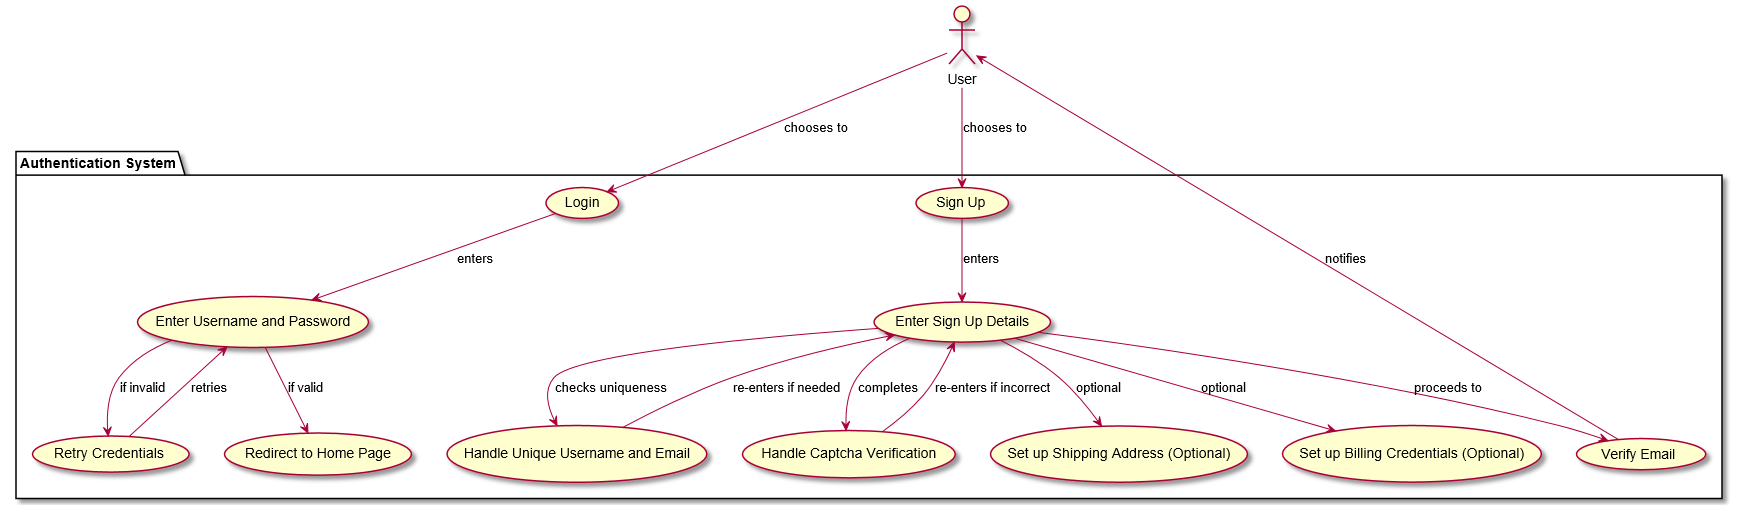 User
chooses to
chooses to
Authentication System
Login
Sign Up
enters
enters
notifies
Enter Username and Password
Enter Sign Up Details
if invalid
retries
if valid
checks uniqueness
re-enters if needed
completes
re-enters if incorrect
optional
optional
proceeds to
Retry Credentials
Redirect to Home Page
Handle Unique Username and Email
Handle Captcha Verification
Set up Shipping Address (Optional)
Set up Billing Credentials (Optional)
Verify Email